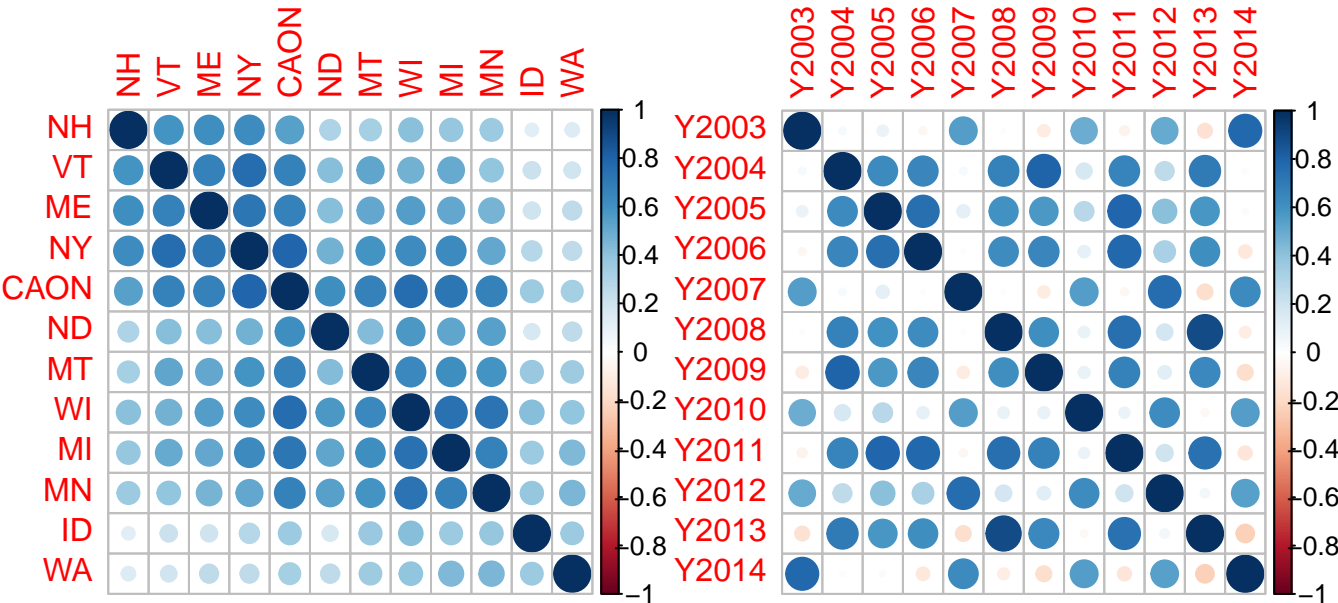 NH VT ME NY CAON ND MT WI MI MN ID WA
NH
VT
ME
NY
CAON
ND
MT
WI
MI
MN
ID
WA
1
0.8
0.6
0.4
0.2
0
-0.2
-0.4
-0.6
-0.8
-1
Y2003 Y2004 Y2005 Y2006 Y2007 Y2008 Y2009 Y2010 Y2011 Y2012 Y2013 Y2014
Y2003
Y2004
Y2005
Y2006
Y2007
Y2008
Y2009
Y2010
Y2011
Y2012
Y2013
Y2014
1
0.8
0.6
0.4
0.2
0
-0.2
-0.4
-0.6
-0.8
-1